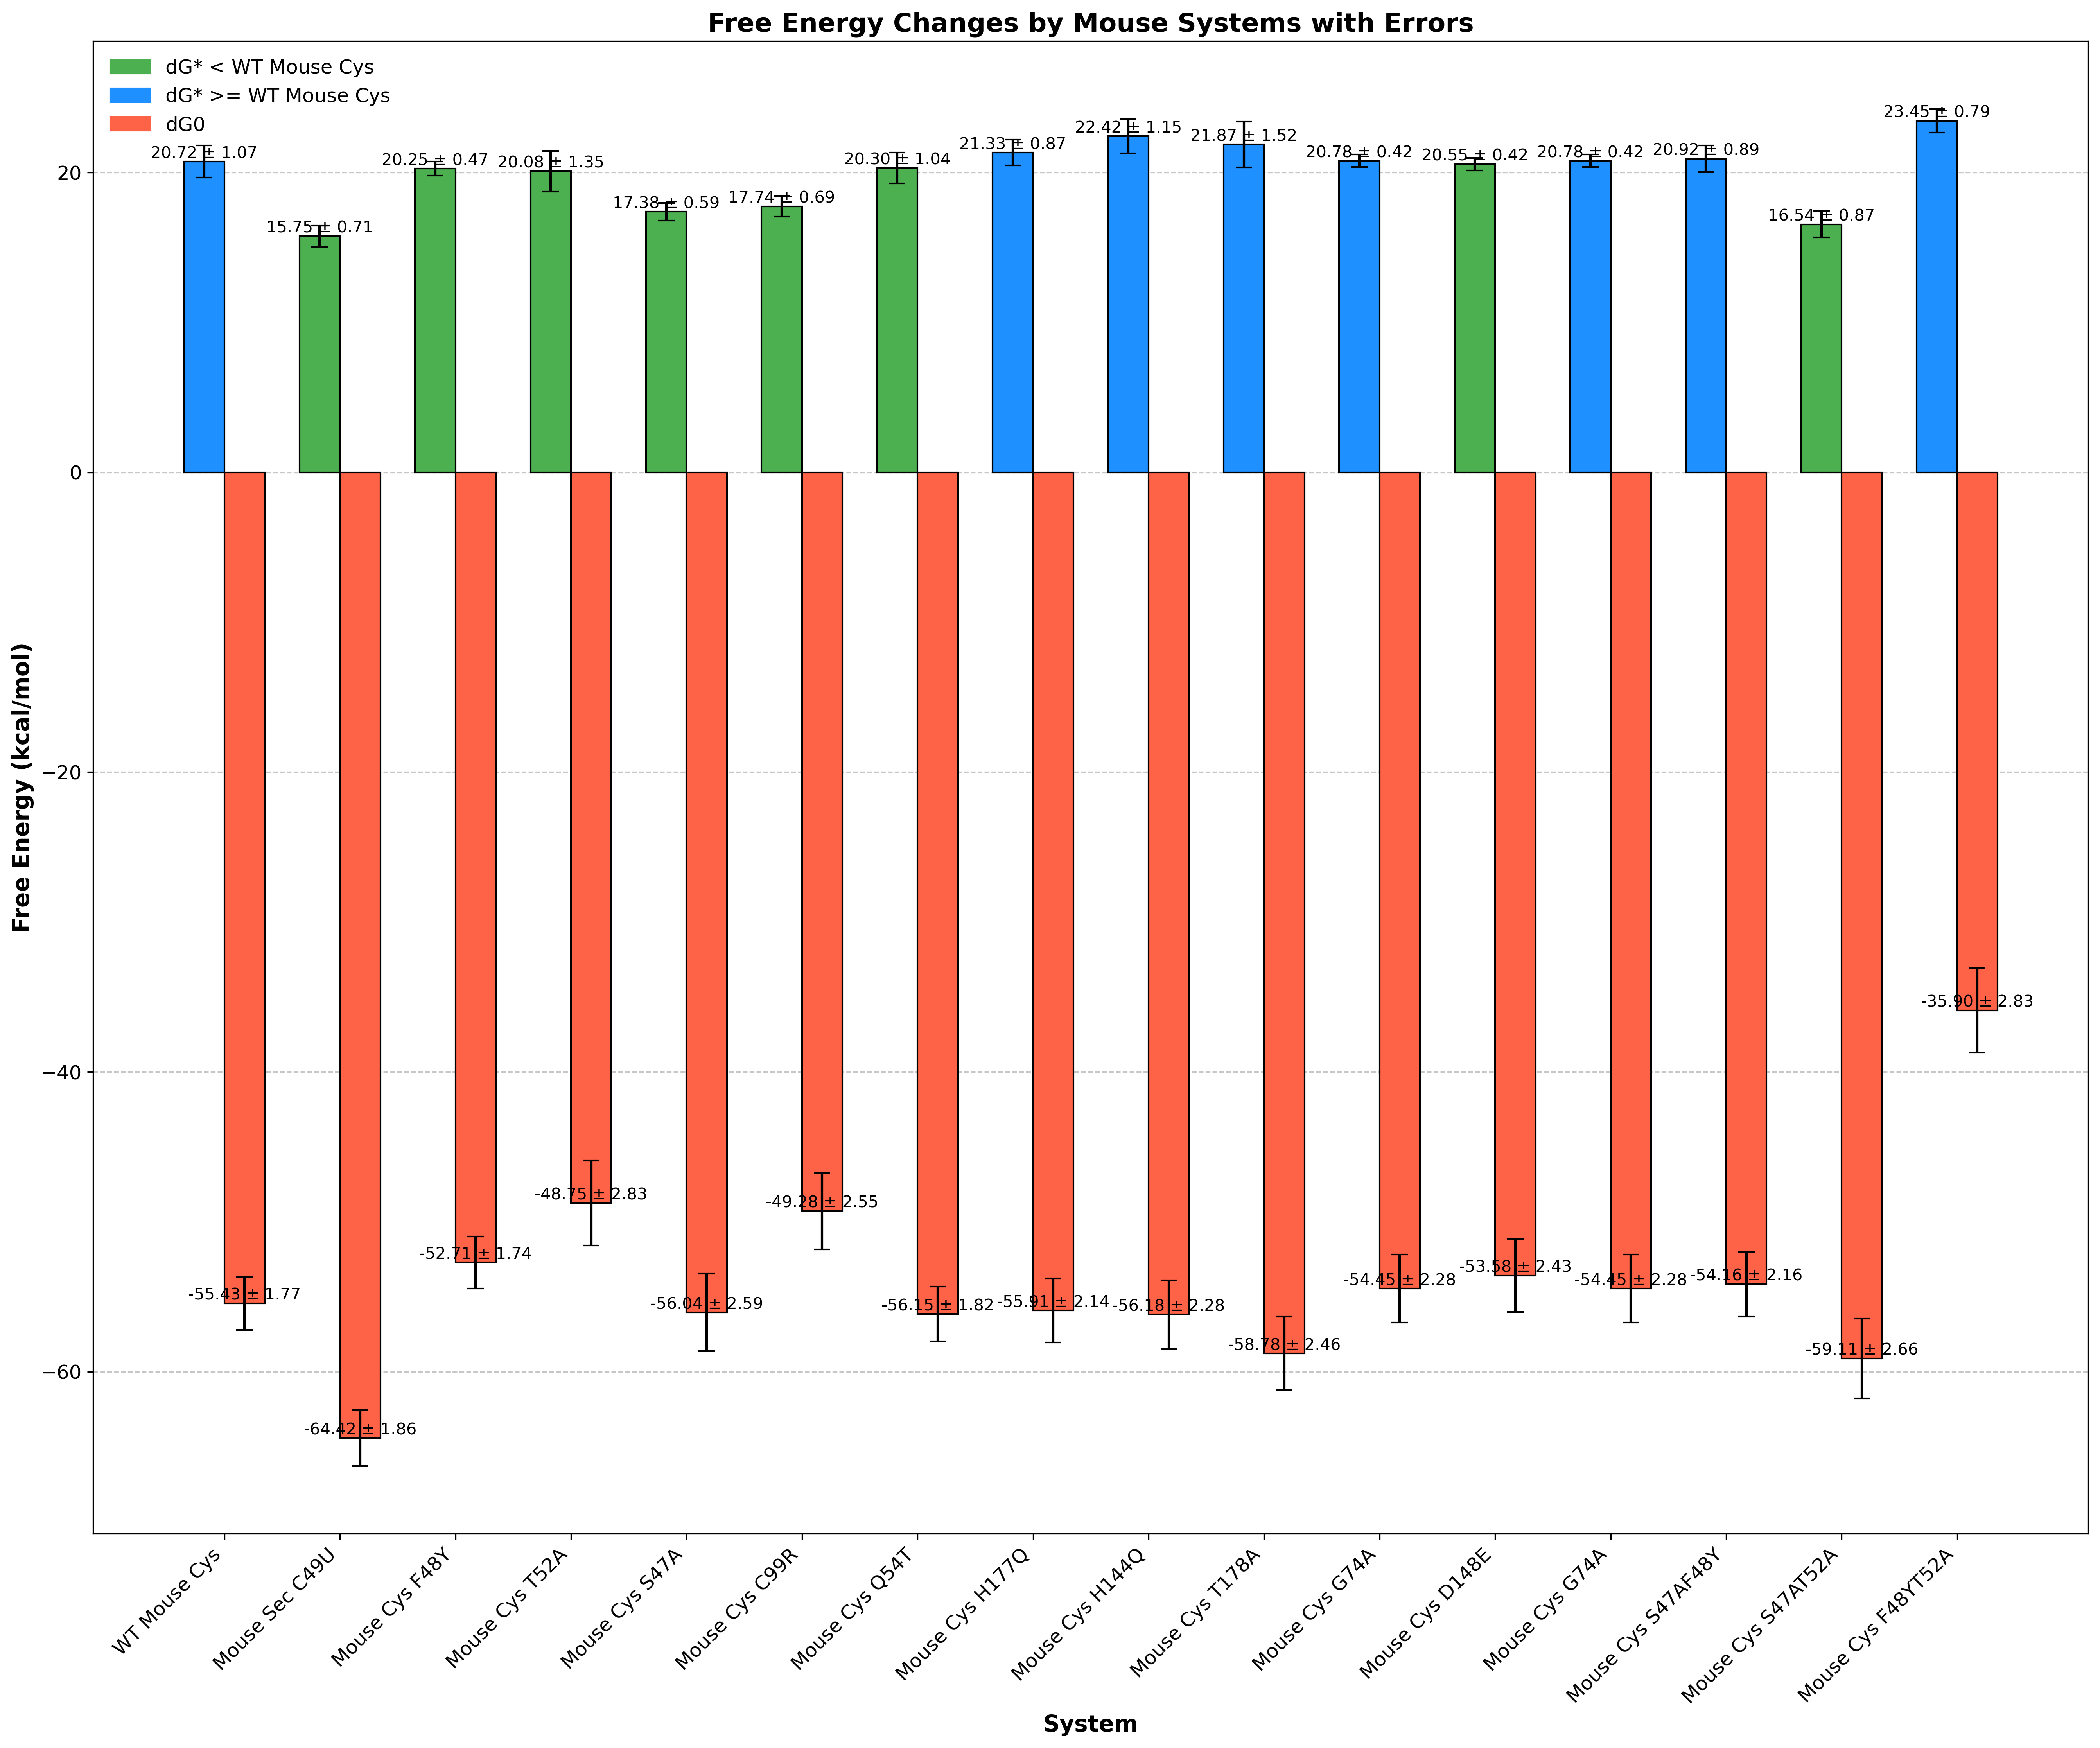 Free Energy Changes by Mouse Systems with Errors
dG* < WT Mouse Cys
dG* >= WT Mouse Cys
dG0
20.72 ± 1.07
15.75 ± 0.71
20.25 ± 0.47
20.08 ± 1.35
17.38 ± 0.59
17.74 ± 0.69
20.30 ± 1.04
21.33 ± 0.87
22.42 ± 1.15
21.87 ± 1.52
20.78 ± 0.42
20.55 ± 0.42
20.78 ± 0.42
20.92 ± 0.89
16.54 ± 0.87
23.45 ± 0.79
20
0
−20
−40
−60
Free Energy (kcal/mol)
-55.43 ± 1.77
-64.42 ± 1.86
-52.71 ± 1.74
-48.75 ± 2.83
-56.04 ± 2.59
-49.28 ± 2.55
-56.15 ± 1.82
-55.91 ± 2.14
-56.18 ± 2.28
-58.78 ± 2.46
-54.45 ± 2.28
-53.58 ± 2.43
-54.45 ± 2.28
-54.16 ± 2.16
-59.11 ± 2.66
-35.90 ± 2.83
WT Mouse Cys
Mouse Sec C49U
Mouse Cys F48Y
Mouse Cys T52A
Mouse Cys S47A
Mouse Cys C99R
Mouse Cys Q54T
Mouse Cys H177Q
Mouse Cys H144Q
Mouse Cys T178A
Mouse Cys G74A
Mouse Cys D148E
Mouse Cys G74A
Mouse Cys S47AF48Y
Mouse Cys S47AT52A
Mouse Cys F48YT52A
System